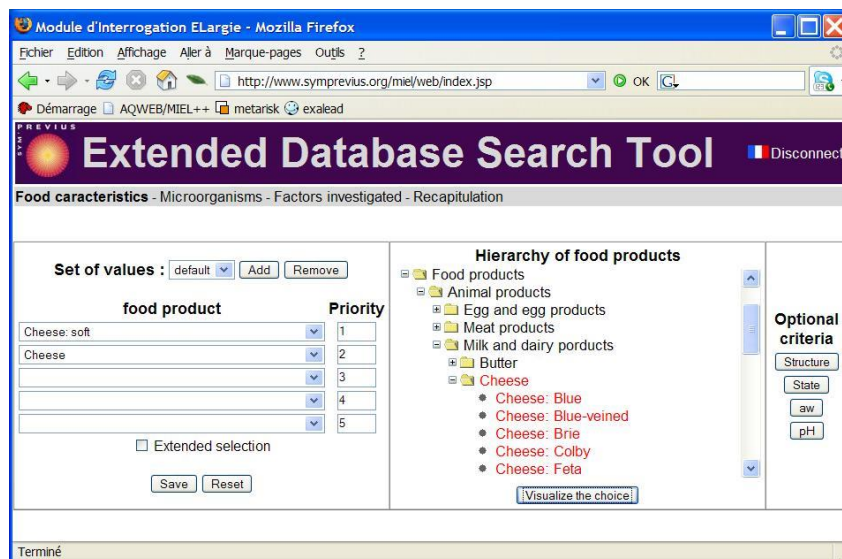 Module d'Interrogation ELargie - Mozilla Firefox
Fichier Edition Affichage Aller à Marque-pages Outils ?
http://www.symprevius.org/miel/web/index.jsp OK G
Démarrage AQWEB/MIEL++ metarisk exalead
SYM' PREVIUS
Extended Database Search Tool Disconnect
Food caracteristics - Microorganisms - Factors investigated - Recapitulation
Set of values : default Add Remove
food product Priority
Cheese: soft 1
Cheese 2
3
4
5
Extended selection
Save Reset
Hierarchy of food products
Food products
Animal products
Egg and egg products
Meat products
Milk and dairy porducts
Butter
Cheese
Cheese: Blue
Cheese: Blue-veined
Cheese: Brie
Cheese: Colby
Cheese: Feta
Visualize the choice
Optional
criteria
Structure
State
aw
pH
Terminé